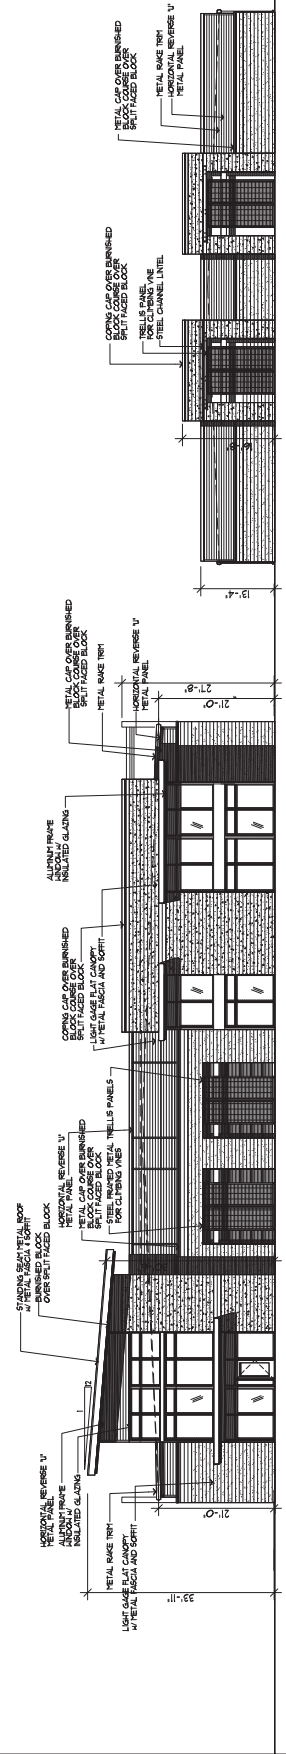 HORIZONTAL REVERSE "U"
METAL PANEL
ALUMINUM FRAME
WINDOW W/
INSULATED GLAZING
METAL RAKE TRIM
LIGHT GAGE FLAT CANOPY
W/ METAL FASCIA AND SOFFIT
33'-11"
21'-0"
1
12
STANDING SEAM METAL ROOF
W/ METAL FASCIA & SOFFIT
BURNISHED BLOCK
OVER SPLIT FACED BLOCK
HORIZONTAL REVERSE "U"
METAL PANEL
METAL CAP OVER BURNISHED
BLOCK COURSE OVER
SPLIT FACED BLOCK
STEEL FRAMED METAL TRELLIS PANELS
FOR CLIMBING VINES
COPING CAP OVER BURNISHED
BLOCK COURSE OVER
SPLIT FACED BLOCK
LIGHT GAGE FLAT CANOPY
W/ METAL FASCIA AND SOFFIT
ALUMINUM FRAME
WINDOW W/
INSULATED GLAZING
METAL CAP OVER BURNISHED
BLOCK COURSE OVER
SPLIT FACED BLOCK
METAL RAKE TRIM
HORIZONTAL REVERSE "U"
METAL PANEL
27'-8"
21'-0"
13'-4"
16'-8"
COPING CAP OVER BURNISHED
BLOCK COURSE OVER
SPLIT FACED BLOCK
TRELLIS PANEL
FOR CLIMBING VINE
STEEL CHANNEL LINTEL
METAL CAP OVER BURNISHED
BLOCK COURSE OVER
SPLIT FACED BLOCK
METAL RAKE TRIM
HORIZONTAL REVERSE "U"
METAL PANEL